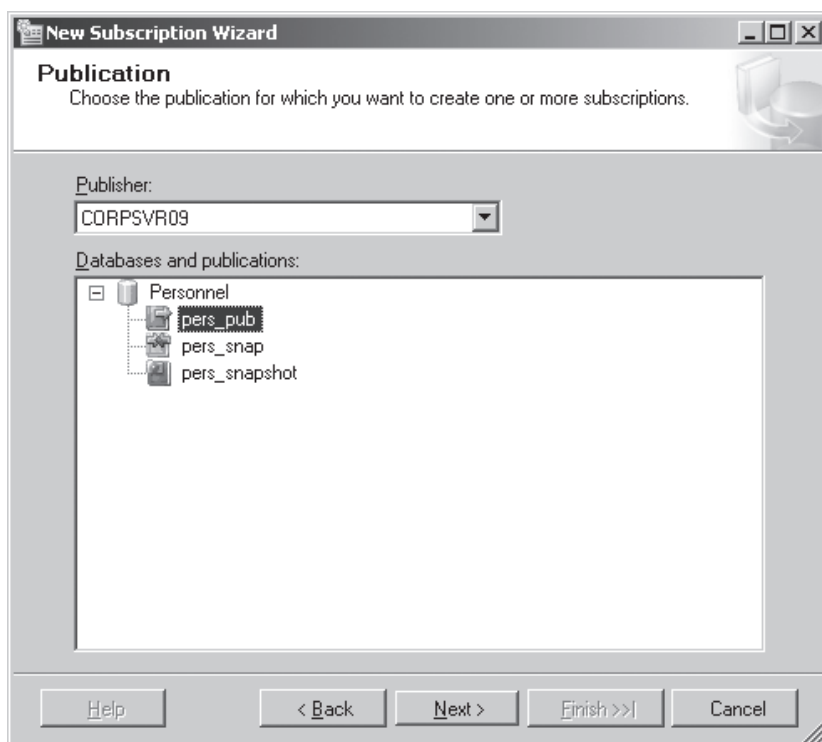 New Subscription Wizard
Publication
Choose the publication for which you want to create one or more subscriptions.
Publisher:
CORPSVR09
Databases and publications:
Personnel
pers_pub
pers_snap
pers_snapshot
Help
< Back
Next >
Finish >>|
Cancel